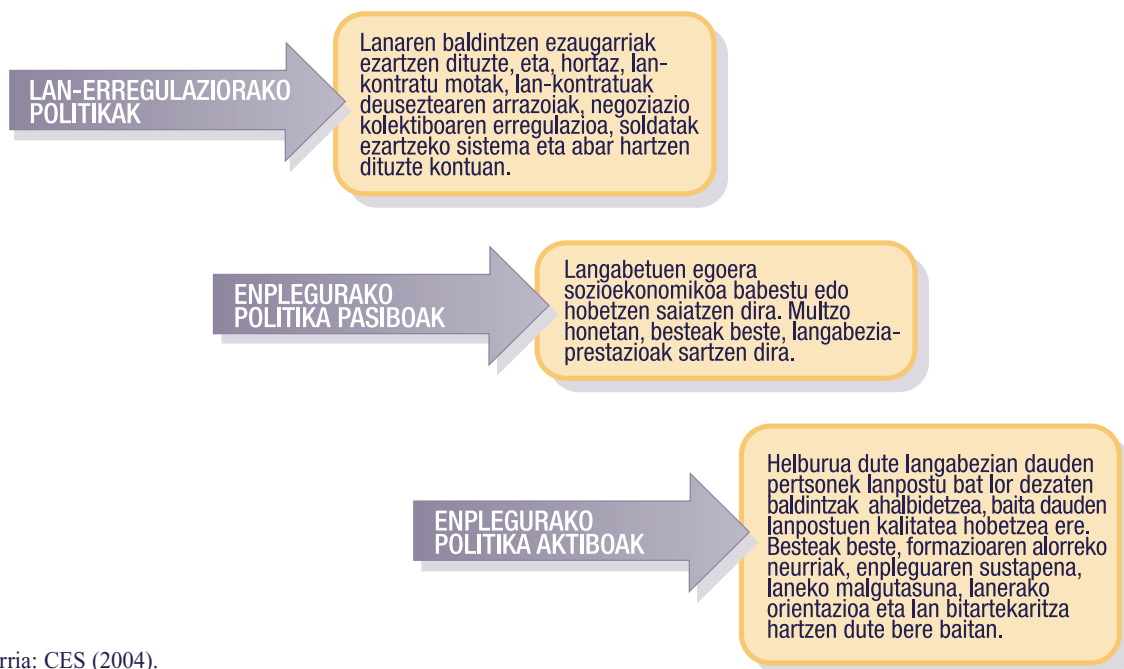 LAN-ERREGULAZIORAKO
POLITIKAK
Lanaren baldintzen ezaugarriak
ezartzen dituzte, eta, hortaz, lan-
kontratu motak, lan-kontratuak
deuseztearen arrazoiak, negoziazio
kolektiboaren erregulazioa, soldatak
ezartzeko sistema eta abar hartzen
dituzte kontuan.
ENPLEGURAKO
POLITIKA PASIBOAK
Langabetuen egoera
sozioekonomikoa babestu edo
hobetzen saiatzen dira. Multzo
honetan, besteak beste, langabezia-
prestazioak sartzen dira.
ENPLEGURAKO
POLITIKA AKTIBOAK
Helburua dute langabezian dauden
pertsonek lanpostu bat lor dezaten
baldintzak ahalbidetzea, baita dauden
lanpostuen kalitatea hobetzea ere.
Besteak beste, formazioaren alorreko
neurriak, enpleguaren sustapena,
laneko malgutasuna, lanerako
orientazioa eta lan bitartekaritza
hartzen dute bere baitan.
rria: CES (2004).